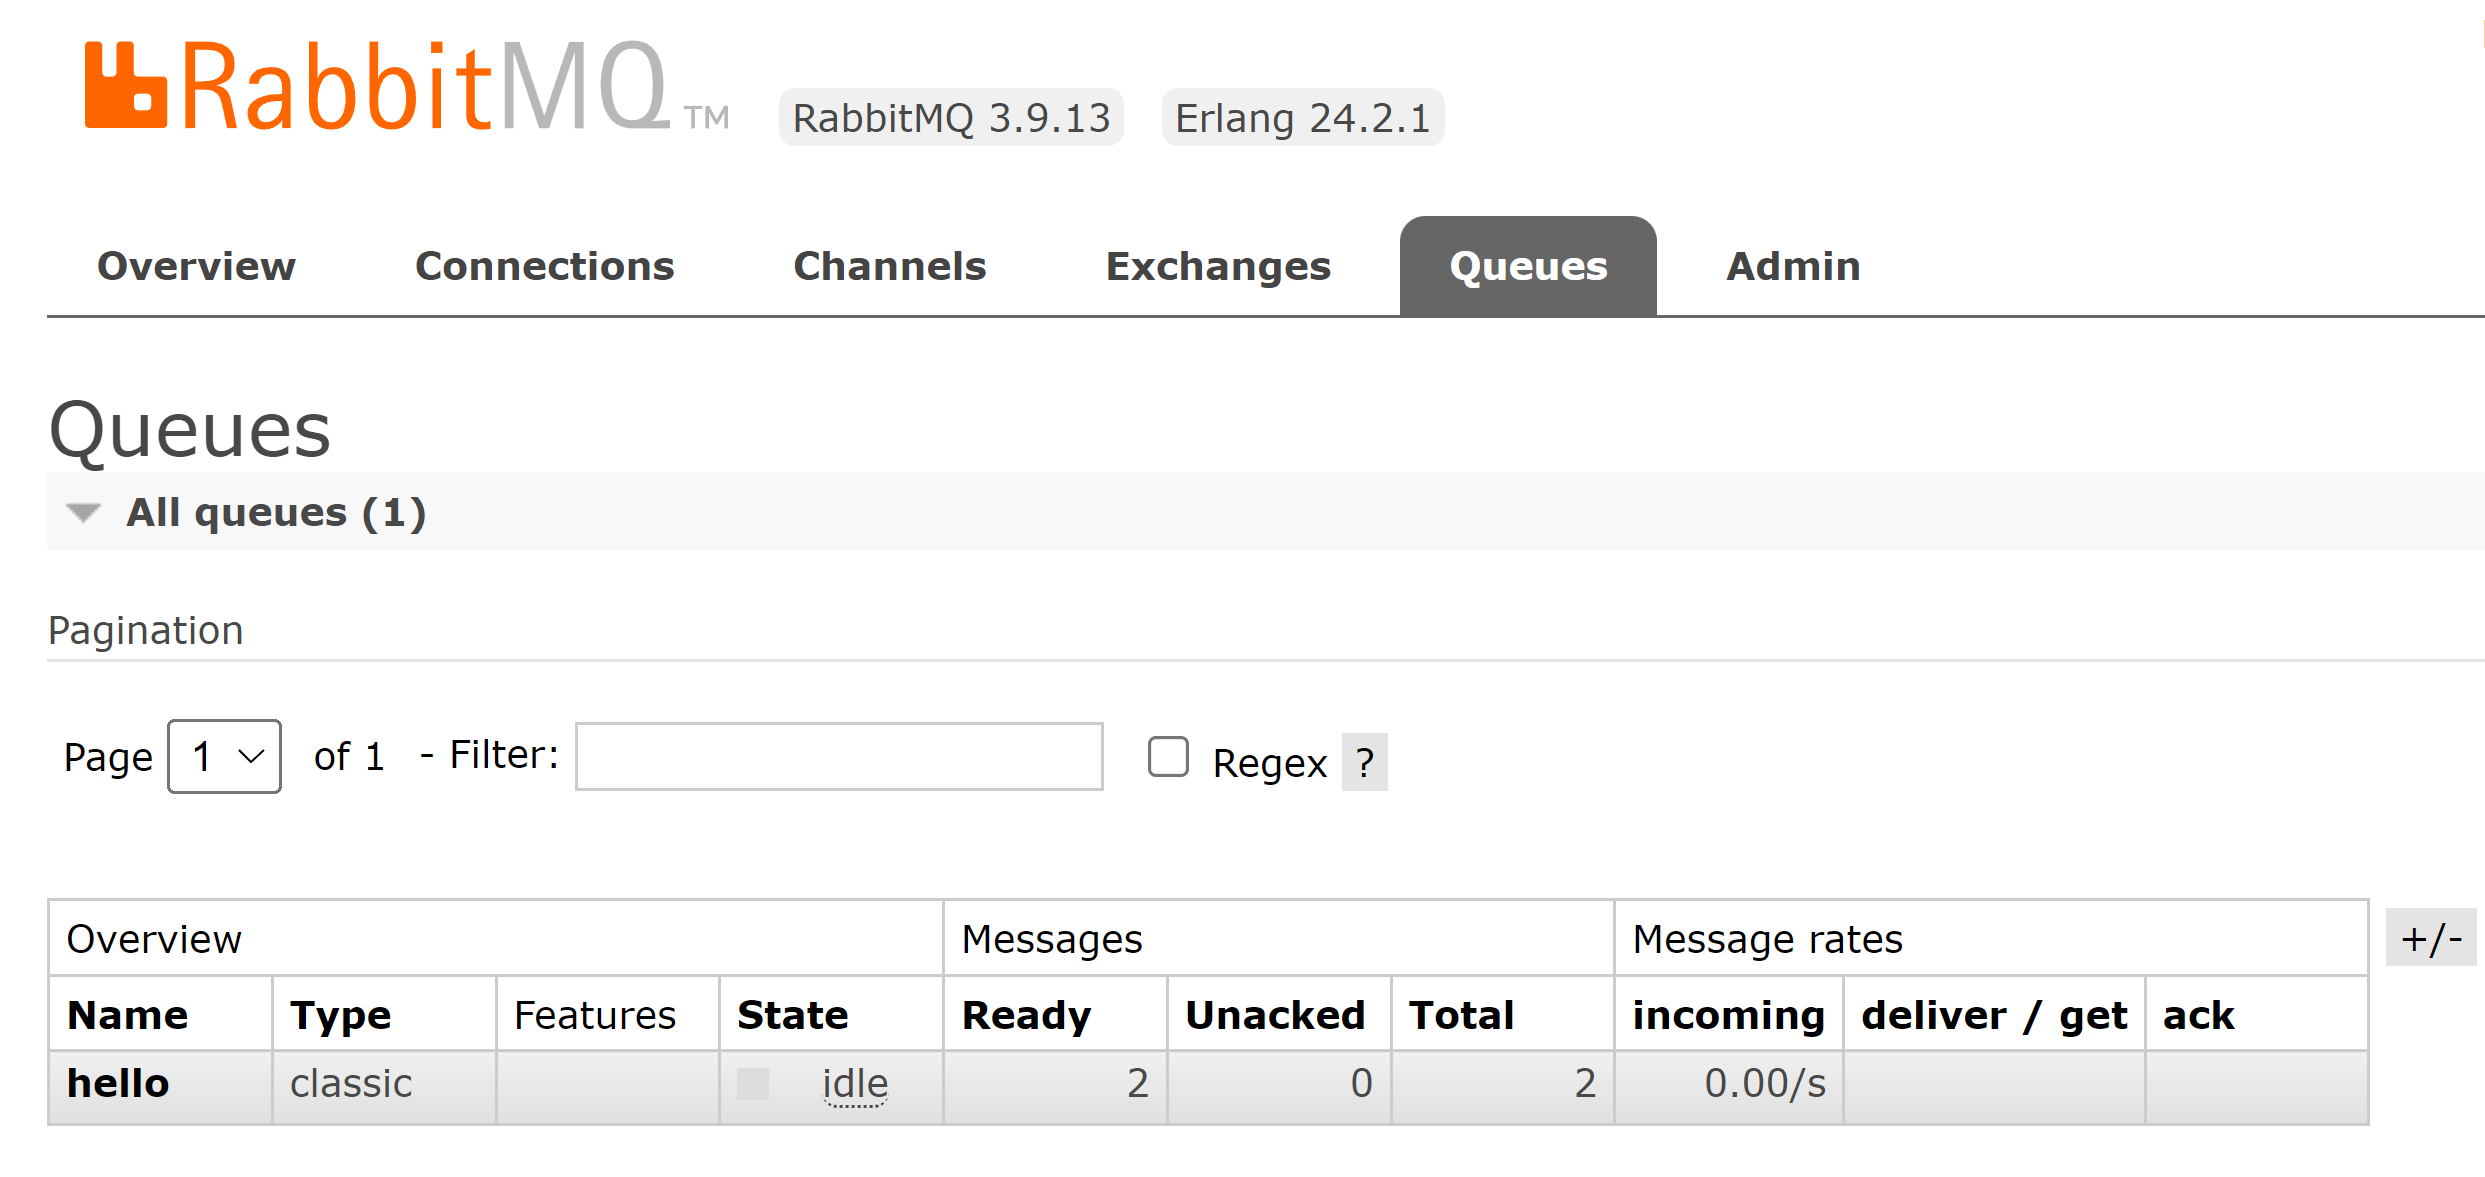 RabbitMQ TM RabbitMQ 3.9.13 Erlang 24.2.1
Overview Connections Channels Exchanges Queues Admin
Queues
All queues (1)
Pagination
Page 1 of 1 - Filter: Regex ?
Overview Messages Message rates +/-
Name Type Features State Ready Unacked Total incoming deliver / get ack
hello classic idle 2 0 2 0.00/s